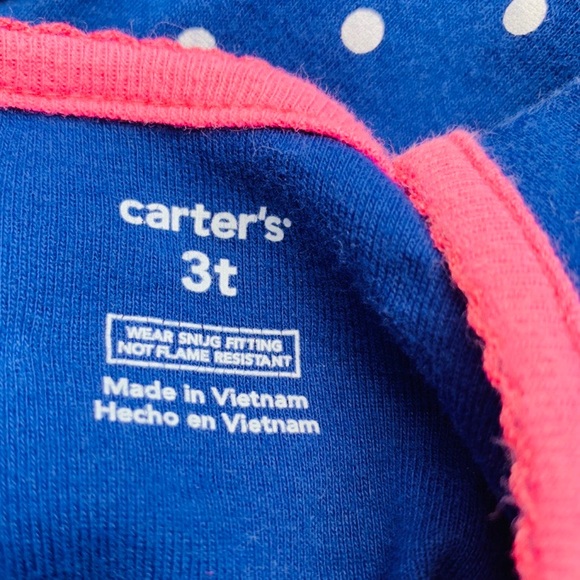 carter's
3t
WEAR SNUG FITTING
NOT FLAME RESISTANT
Made in Vietnam
Hecho en Vietnam